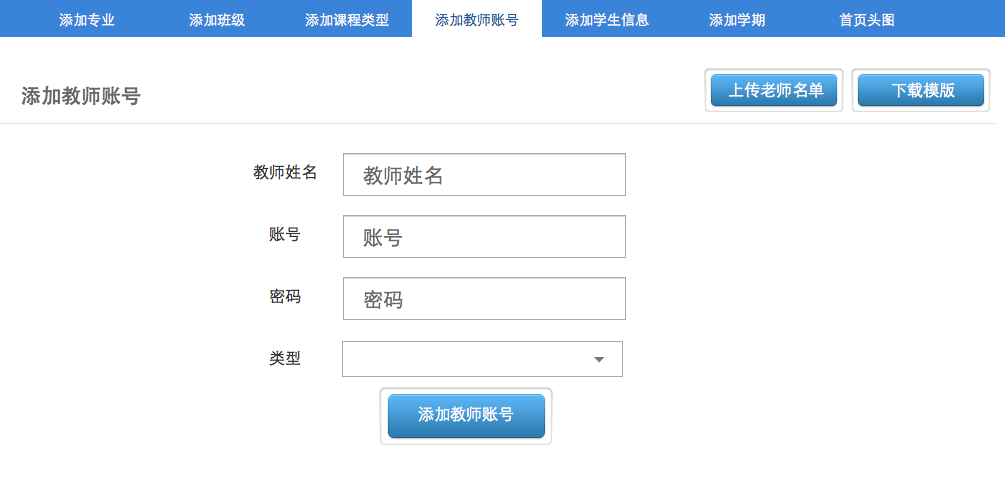 添加专业 添加班级 添加课程类型 添加教师账号 添加学生信息 添加学期 首页头图
添加教师账号 上传老师名单 下载模版
教师姓名 教师姓名
账号 账号
密码 密码
类型
添加教师账号